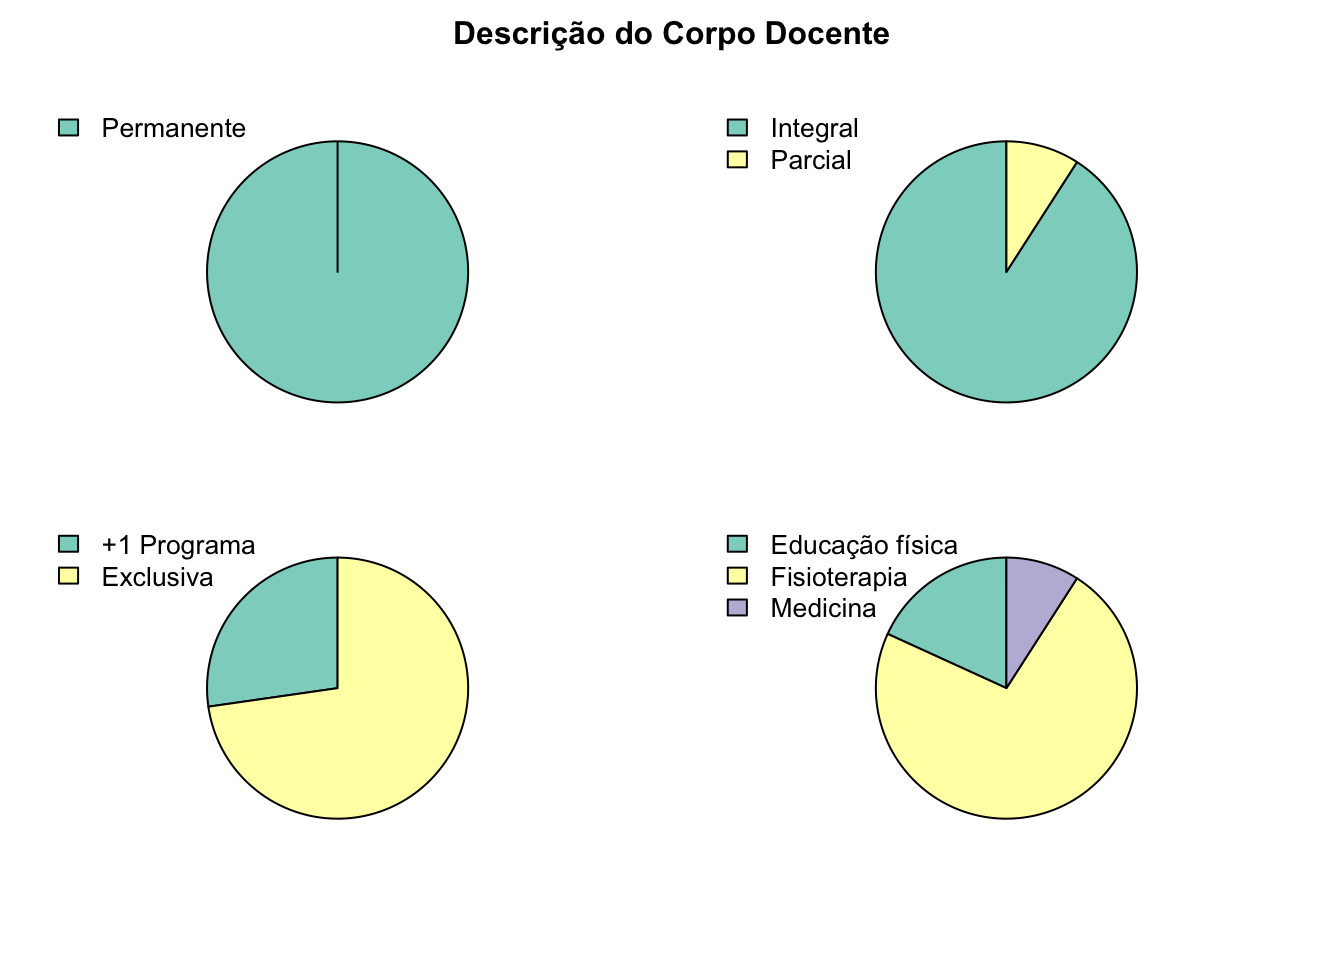 Descrição do Corpo Docente
Permanente
Integral
Parcial
+1 Programa
Exclusiva
Educação física
Fisioterapia
Medicina